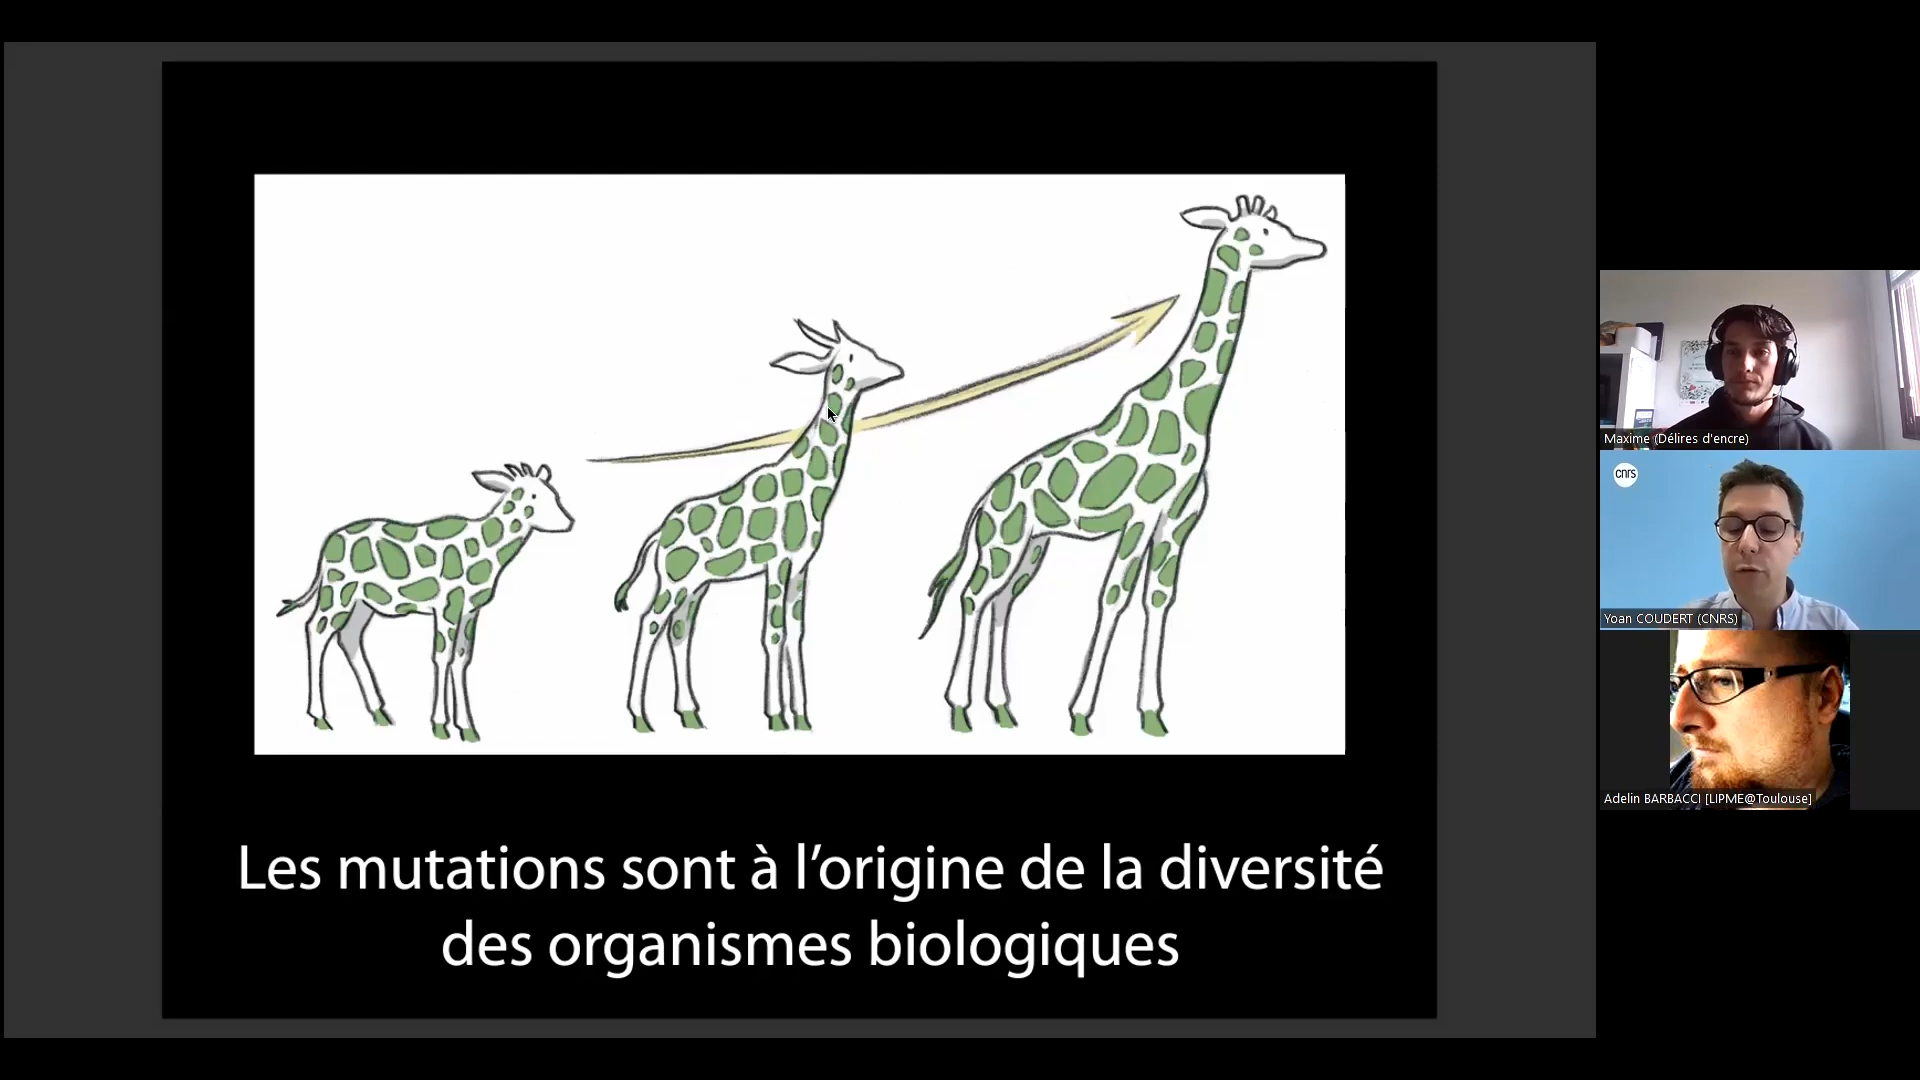 Les mutations sont à l’origine de la diversité
des organismes biologiques
Maxime (Délires d'encre)
cnrs
Yoan COUDERT (CNRS)
Adelin BARBACCI [LIPME@Toulouse]